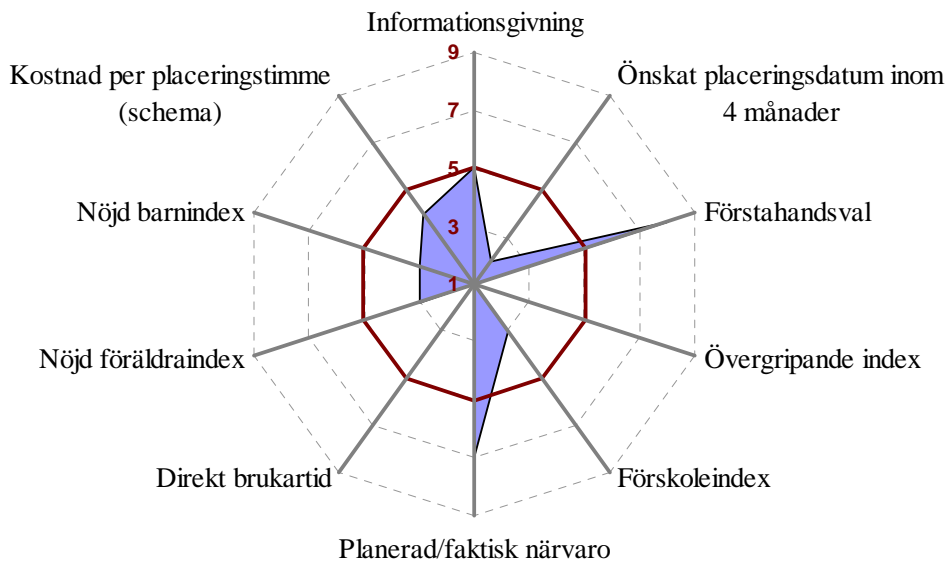 Informationsgivning
9
Kostnad per placeringstimme
(schema)
Önskat placeringsdatum inom
4 månader
7
5
Nöjd barnindex
3
Förstahandsval
1
Nöjd föräldraindex
Övergripande index
Direkt brukartid
Förskoleindex
Planerad/faktisk närvaro